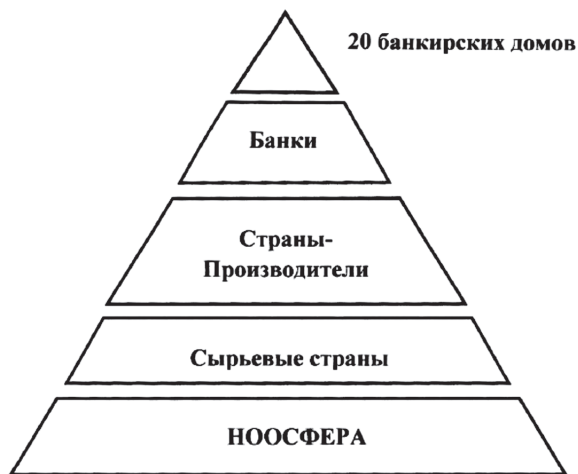 20 банкирских домов
Банки
Страны-
Производители
Сырьевые страны
НООСФЕРА